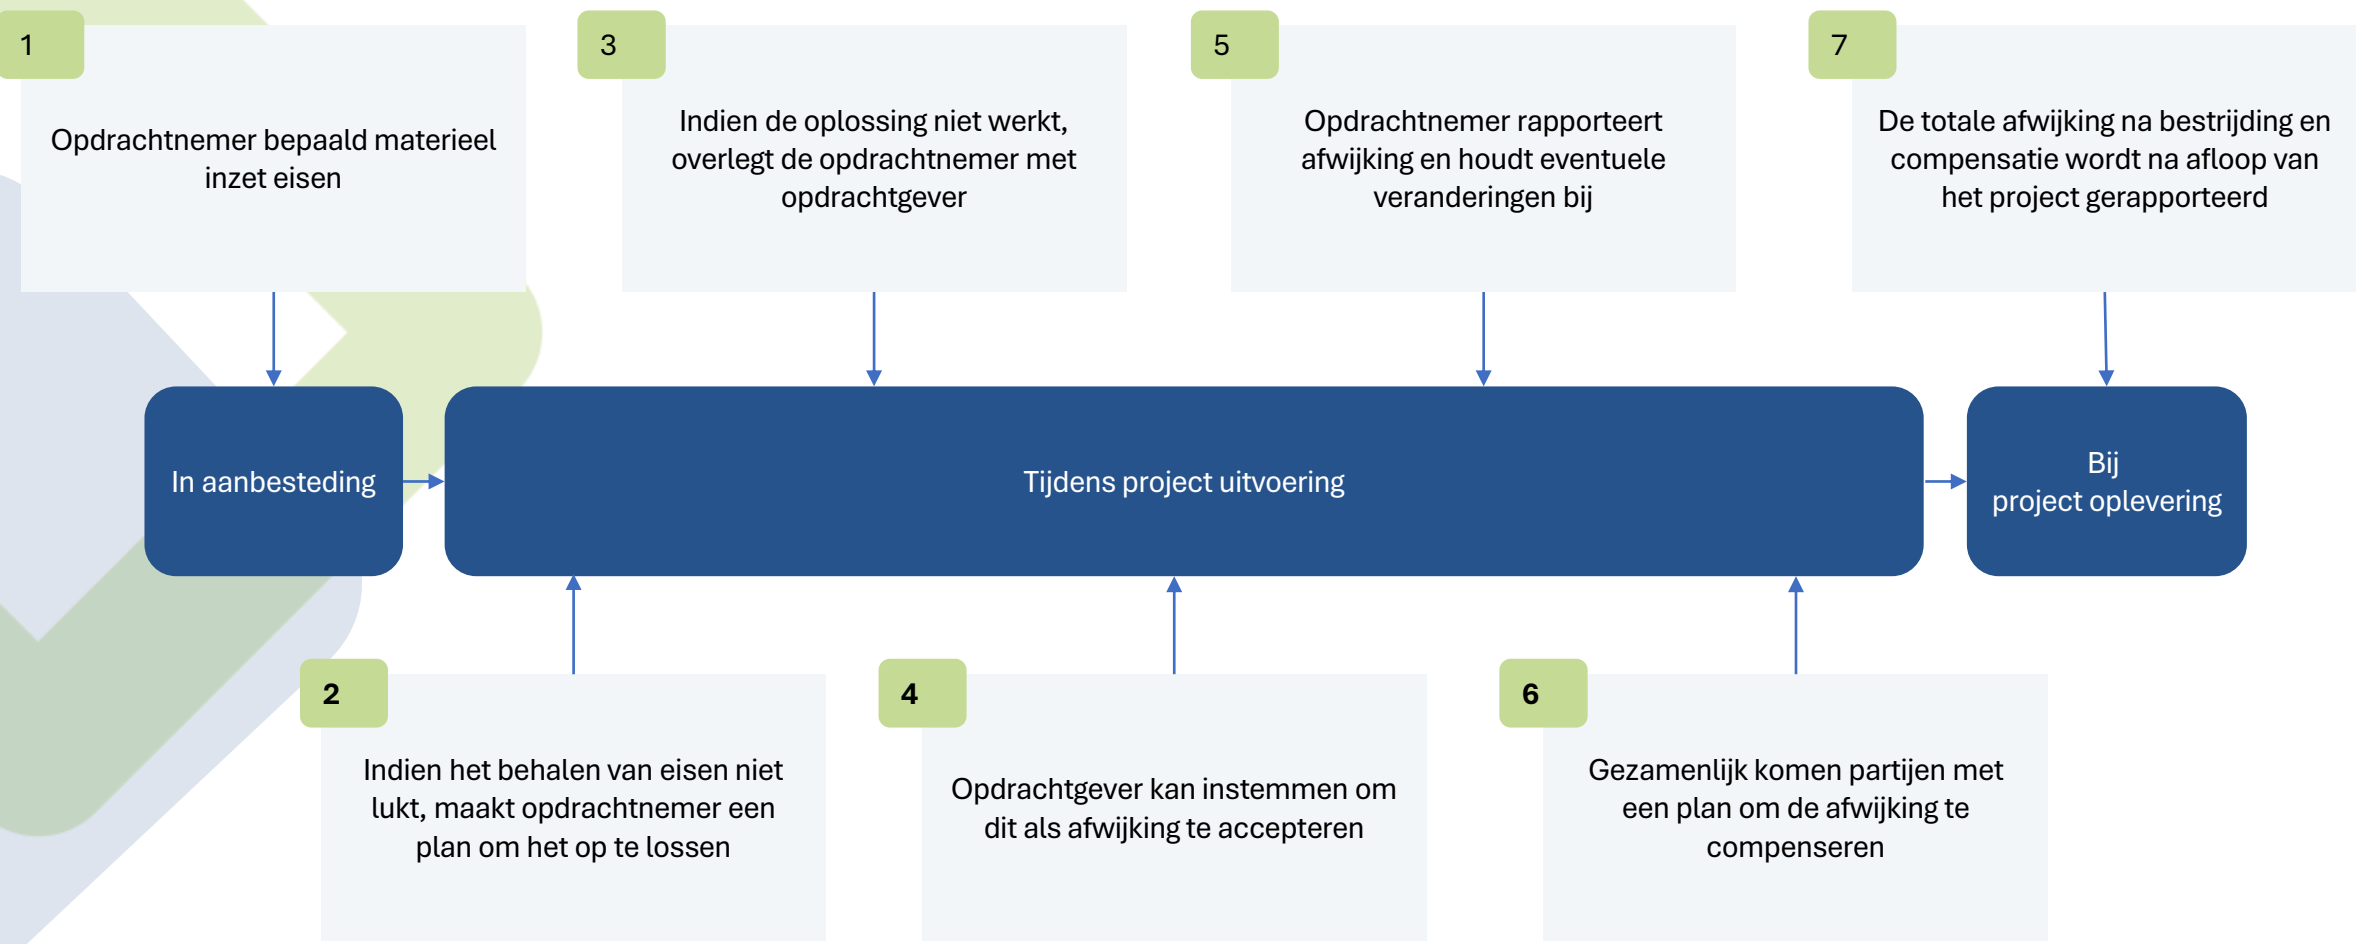 1
Opdrachtnemer bepaald materieel
inzet eisen
3
Indien de oplossing niet werkt,
overlegt de opdrachtnemer met
opdrachtgever
5
Opdrachtnemer rapporteert
afwijking en houdt eventuele
veranderingen bij
7
De totale afwijking na bestrijding en
compensatie wordt na afloop van
het project gerapporteerd
In aanbesteding
Tijdens project uitvoering
Bij
project oplevering
2
Indien het behalen van eisen niet
lukt, maakt opdrachtnemer een
plan om het op te lossen
4
Opdrachtgever kan instemmen om
dit als afwijking te accepteren
6
Gezamenlijk komen partijen met
een plan om de afwijking te
compenseren